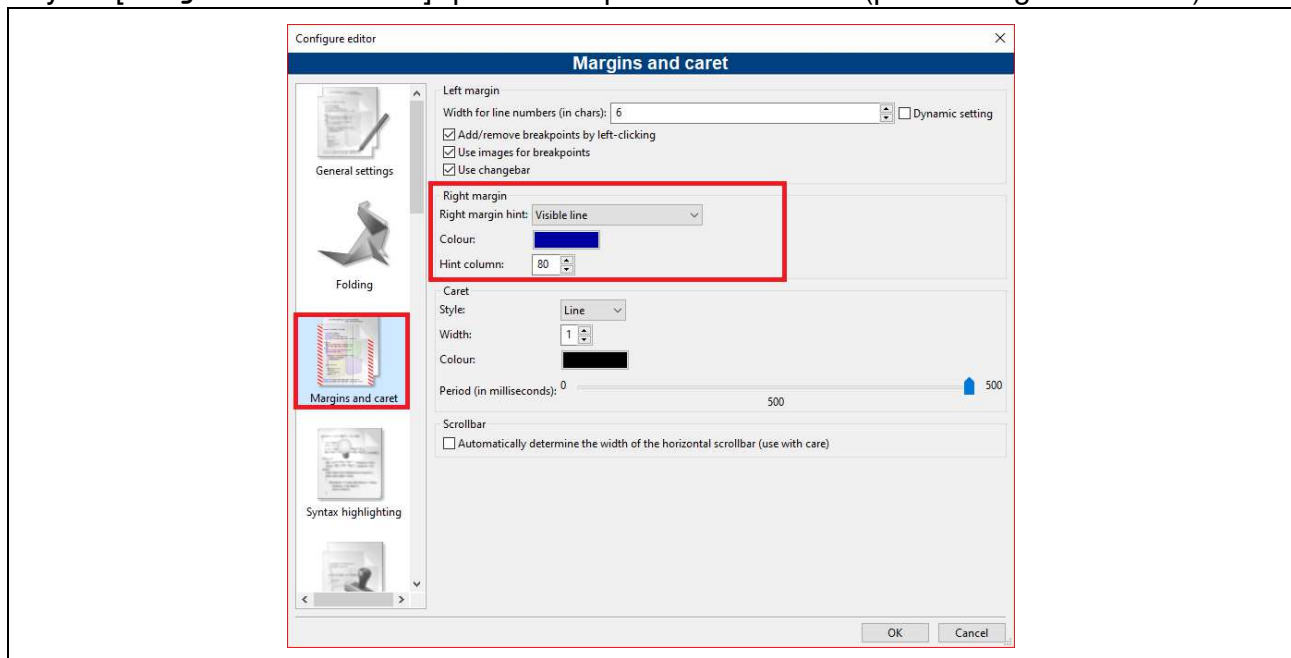 Configure editor
Margins and caret
General settings
Folding
Margins and caret
Syntax highlighting
Left margin
Width for line numbers (in chars): 6 Dynamic setting
Add/remove breakpoints by left-clicking
Use images for breakpoints
Use changebar
Right margin
Right margin hint: Visible line
Colour:
Hint column: 80
Caret
Style: Line
Width: 1
Colour:
Period (in milliseconds): 0 500
500
Scrollbar
Automatically determine the width of the horizontal scrollbar (use with care)
OK Cancel